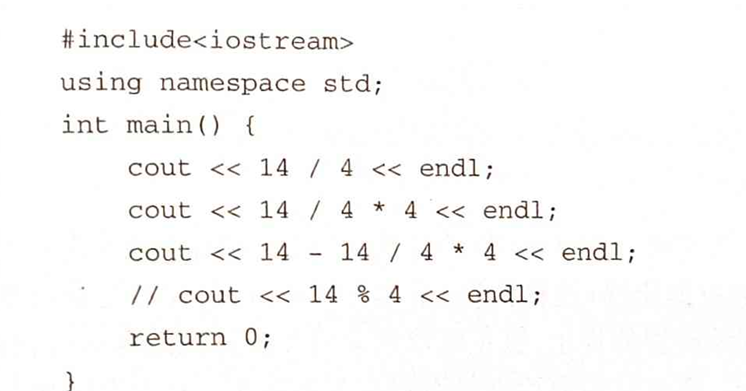 #include<iostream>
using namespace std;
int main() {
cout << 14 / 4 << endl;
cout << 14 / 4 * 4 << endl;
cout << 14 - 14 / 4 * 4 << endl;
// cout << 14 % 4 << endl;
return 0;
}